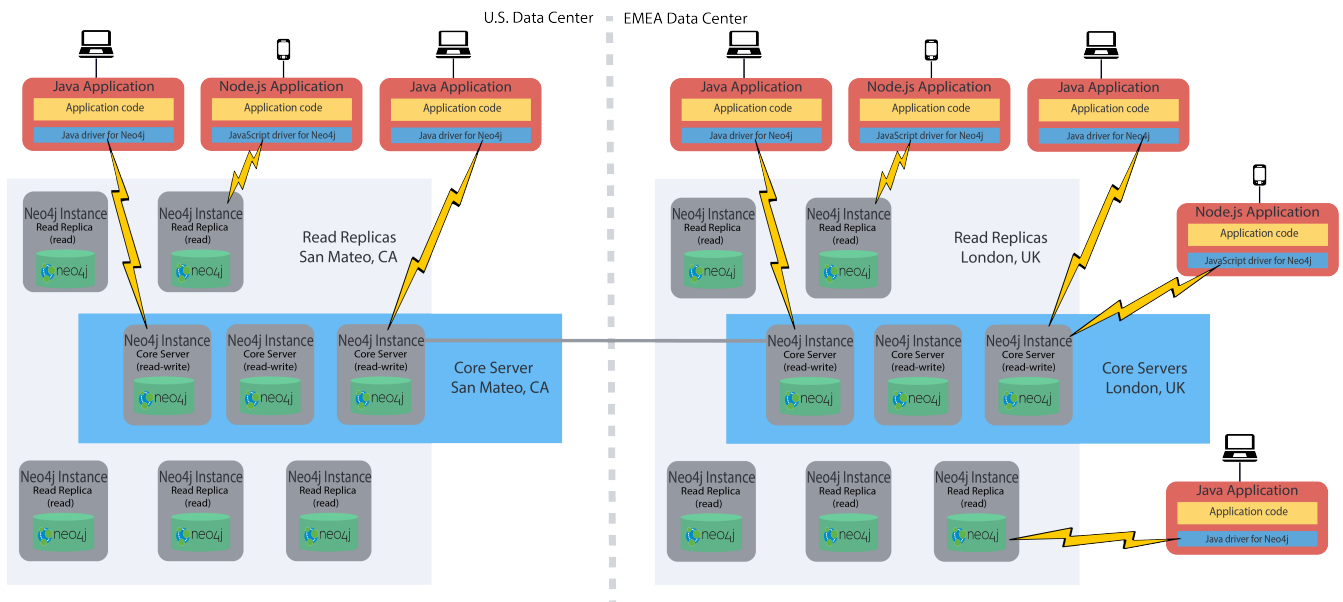 U.S. Data Center
EMEA Data Center
Java Application
Application code
Java driver for Neo4j
Node.js Application
Application code
JavaScript driver for Neo4j
Java Application
Application code
Java driver for Neo4j
Java Application
Application code
Java driver for Neo4j
Node.js Application
Application code
JavaScript driver for Neo4j
Java Application
Application code
Java driver for Neo4j
Node.js Application
Application code
JavaScript driver for Neo4j
Neo4j Instance
Read Replica
(read)
neo4j
Neo4j Instance
Read Replica
(read)
neo4j
Read Replicas
San Mateo, CA
Neo4j Instance
Read Replica
(read)
neo4j
Neo4j Instance
Read Replica
(read)
neo4j
Read Replicas
London, UK
Neo4j Instance
Core Server
(read-write)
neo4j
Neo4j Instance
Core Server
(read-write)
neo4j
Neo4j Instance
Core Server
(read-write)
neo4j
Core Server
San Mateo, CA
Neo4j Instance
Core Server
(read-write)
neo4j
Neo4j Instance
Core Server
(read-write)
neo4j
Neo4j Instance
Core Server
(read-write)
neo4j
Core Servers
London, UK
Neo4j Instance
Read Replica
(read)
neo4j
Neo4j Instance
Read Replica
(read)
neo4j
Neo4j Instance
Read Replica
(read)
neo4j
Neo4j Instance
Read Replica
(read)
neo4j
Neo4j Instance
Read Replica
(read)
neo4j
Neo4j Instance
Read Replica
(read)
neo4j
Java Application
Application code
Java driver for Neo4j